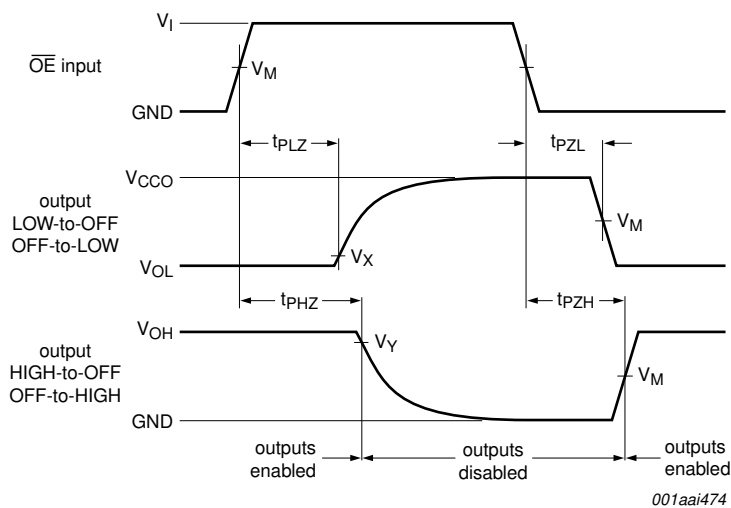 V_I
OE input
V_M
GND
t_PLZ
t_PZL
V_CCO
output
LOW-to-OFF
OFF-to-LOW
V_M
V_X
V_OL
t_PHZ
t_PZH
V_OH
V_Y
output
HIGH-to-OFF
OFF-to-HIGH
V_M
GND
outputs
enabled
outputs
disabled
outputs
enabled
001aai474